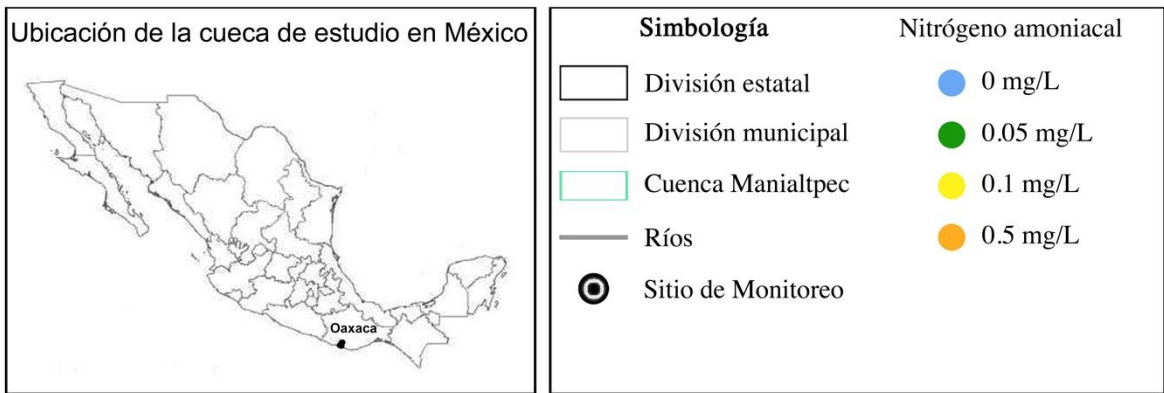 Ubicación de la cueca de estudio en México
Oaxaca
Simbología
División estatal
División municipal
Cuenca Manialtpec
Ríos
Sitio de Monitoreo
Nitrógeno amoniacal
0 mg/L
0.05 mg/L
0.1 mg/L
0.5 mg/L